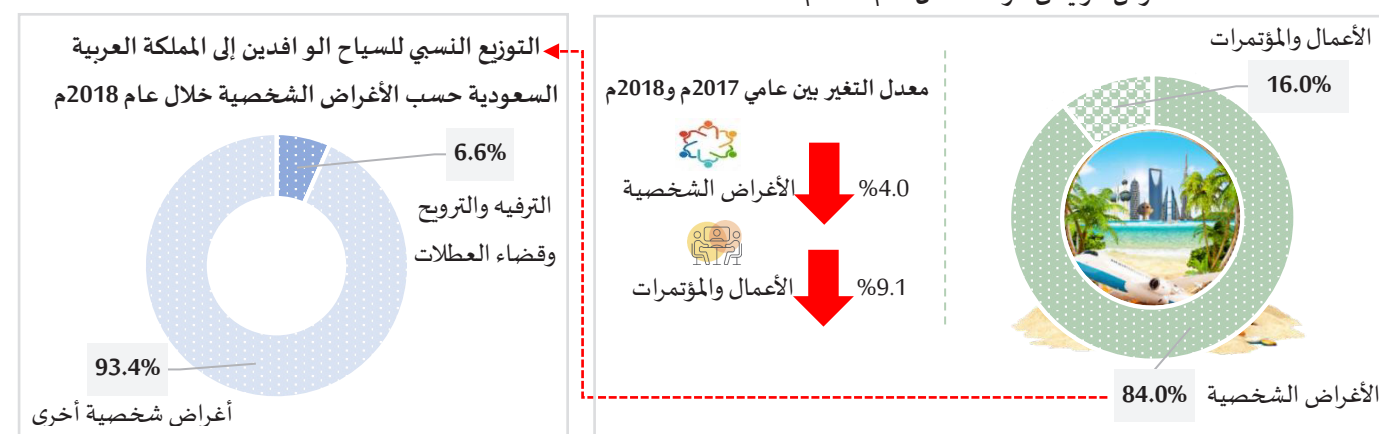 الأعمال والمؤتمرات
16.0%
الأغراض الشخصية 84.0%
معدل التغير بين عامي 2017م و2018م
%4.0
الأغراض الشخصية
%9.1
الأعمال والمؤتمرات
التوزيع النسبي للسياح الو افدين إلى المملكة العربية
السعودية حسب الأغراض الشخصية خلال عام 2018م
6.6%
الترفيه والترويح
وقضاء العطلات
93.4%
أغراض شخصية أخرى